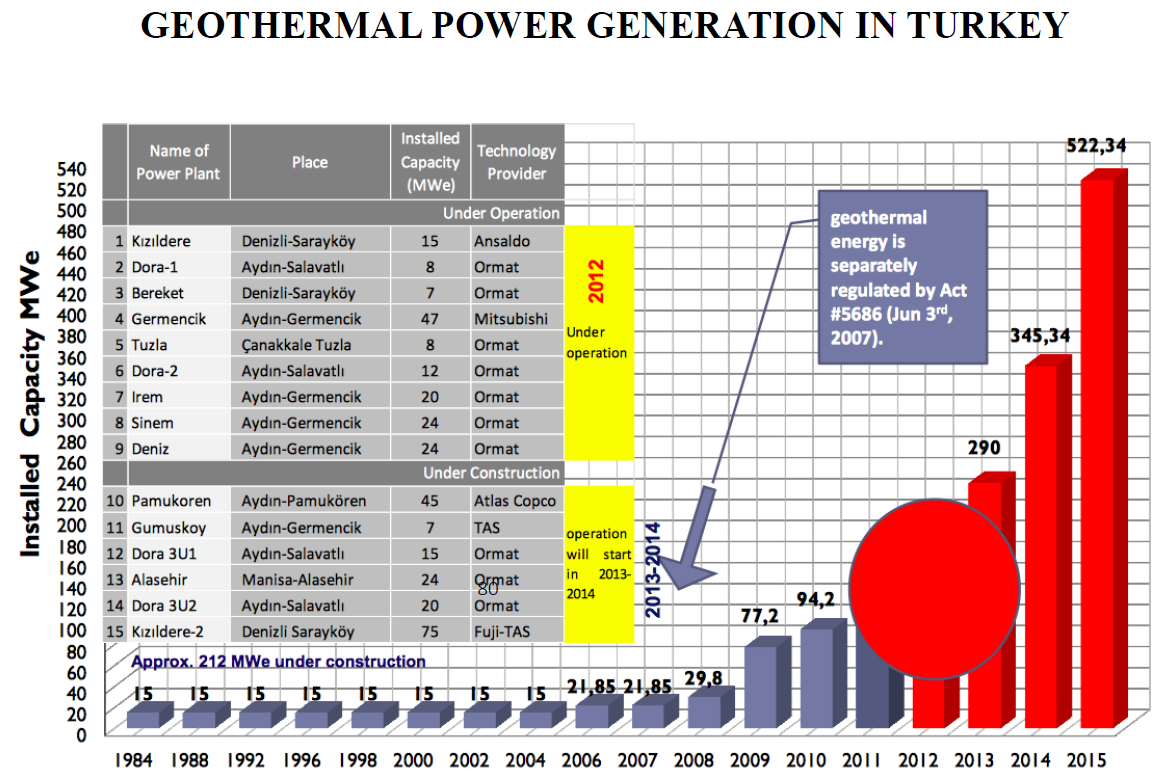 GEOTHERMAL POWER GENERATION IN TURKEY
Name of Power Plant Place Installed Capacity (MWe) Technology Provider
Under Operation
1 Kızıldere Denizli-Sarayköy 15 Ansaldo
2 Dora-1 Aydın-Salavatlı 8 Ormat
3 Bereket Denizli-Sarayköy 7 Ormat
4 Germencik Aydın-Germencik 47 Mitsubishi
5 Tuzla Çanakkale Tuzla 8 Ormat
6 Dora-2 Aydın-Salavatlı 12 Ormat
7 Irem Aydın-Germencik 20 Ormat
8 Sinem Aydın-Germencik 24 Ormat
9 Deniz Aydın-Germencik 24 Ormat
2012
Under
operation
Under Construction
10 Pamukoren Aydın-Pamukören 45 Atlas Copco
11 Gumuskoy Aydın-Germencik 7 TAS
12 Dora 3U1 Aydın-Salavatlı 15 Ormat
13 Alasehir Manisa-Alasehir 24 Ormat
80
14 Dora 3U2 Aydın-Salavatlı 20 Ormat
15 Kızıldere-2 Denizli Sarayköy 75 Fuji-TAS
operation
will start
in 2013-
2014
2013-2014
Approx. 212 MWe under construction
geothermal
energy is
separately
regulated by Act
#5686 (Jun 3rd,
2007).
Installed Capacity MWe
540
520
500
480
460
440
420
400
380
360
340
320
300
280
260
240
220
200
180
160
140
120
100
80
60
40
20
0
15 15 15 15 15 15 15 15 21,85 21,85 29,8 77,2 94,2 290 345,34 522,34
1984 1988 1992 1996 1998 2000 2002 2004 2006 2007 2008 2009 2010 2011 2012 2013 2014 2015